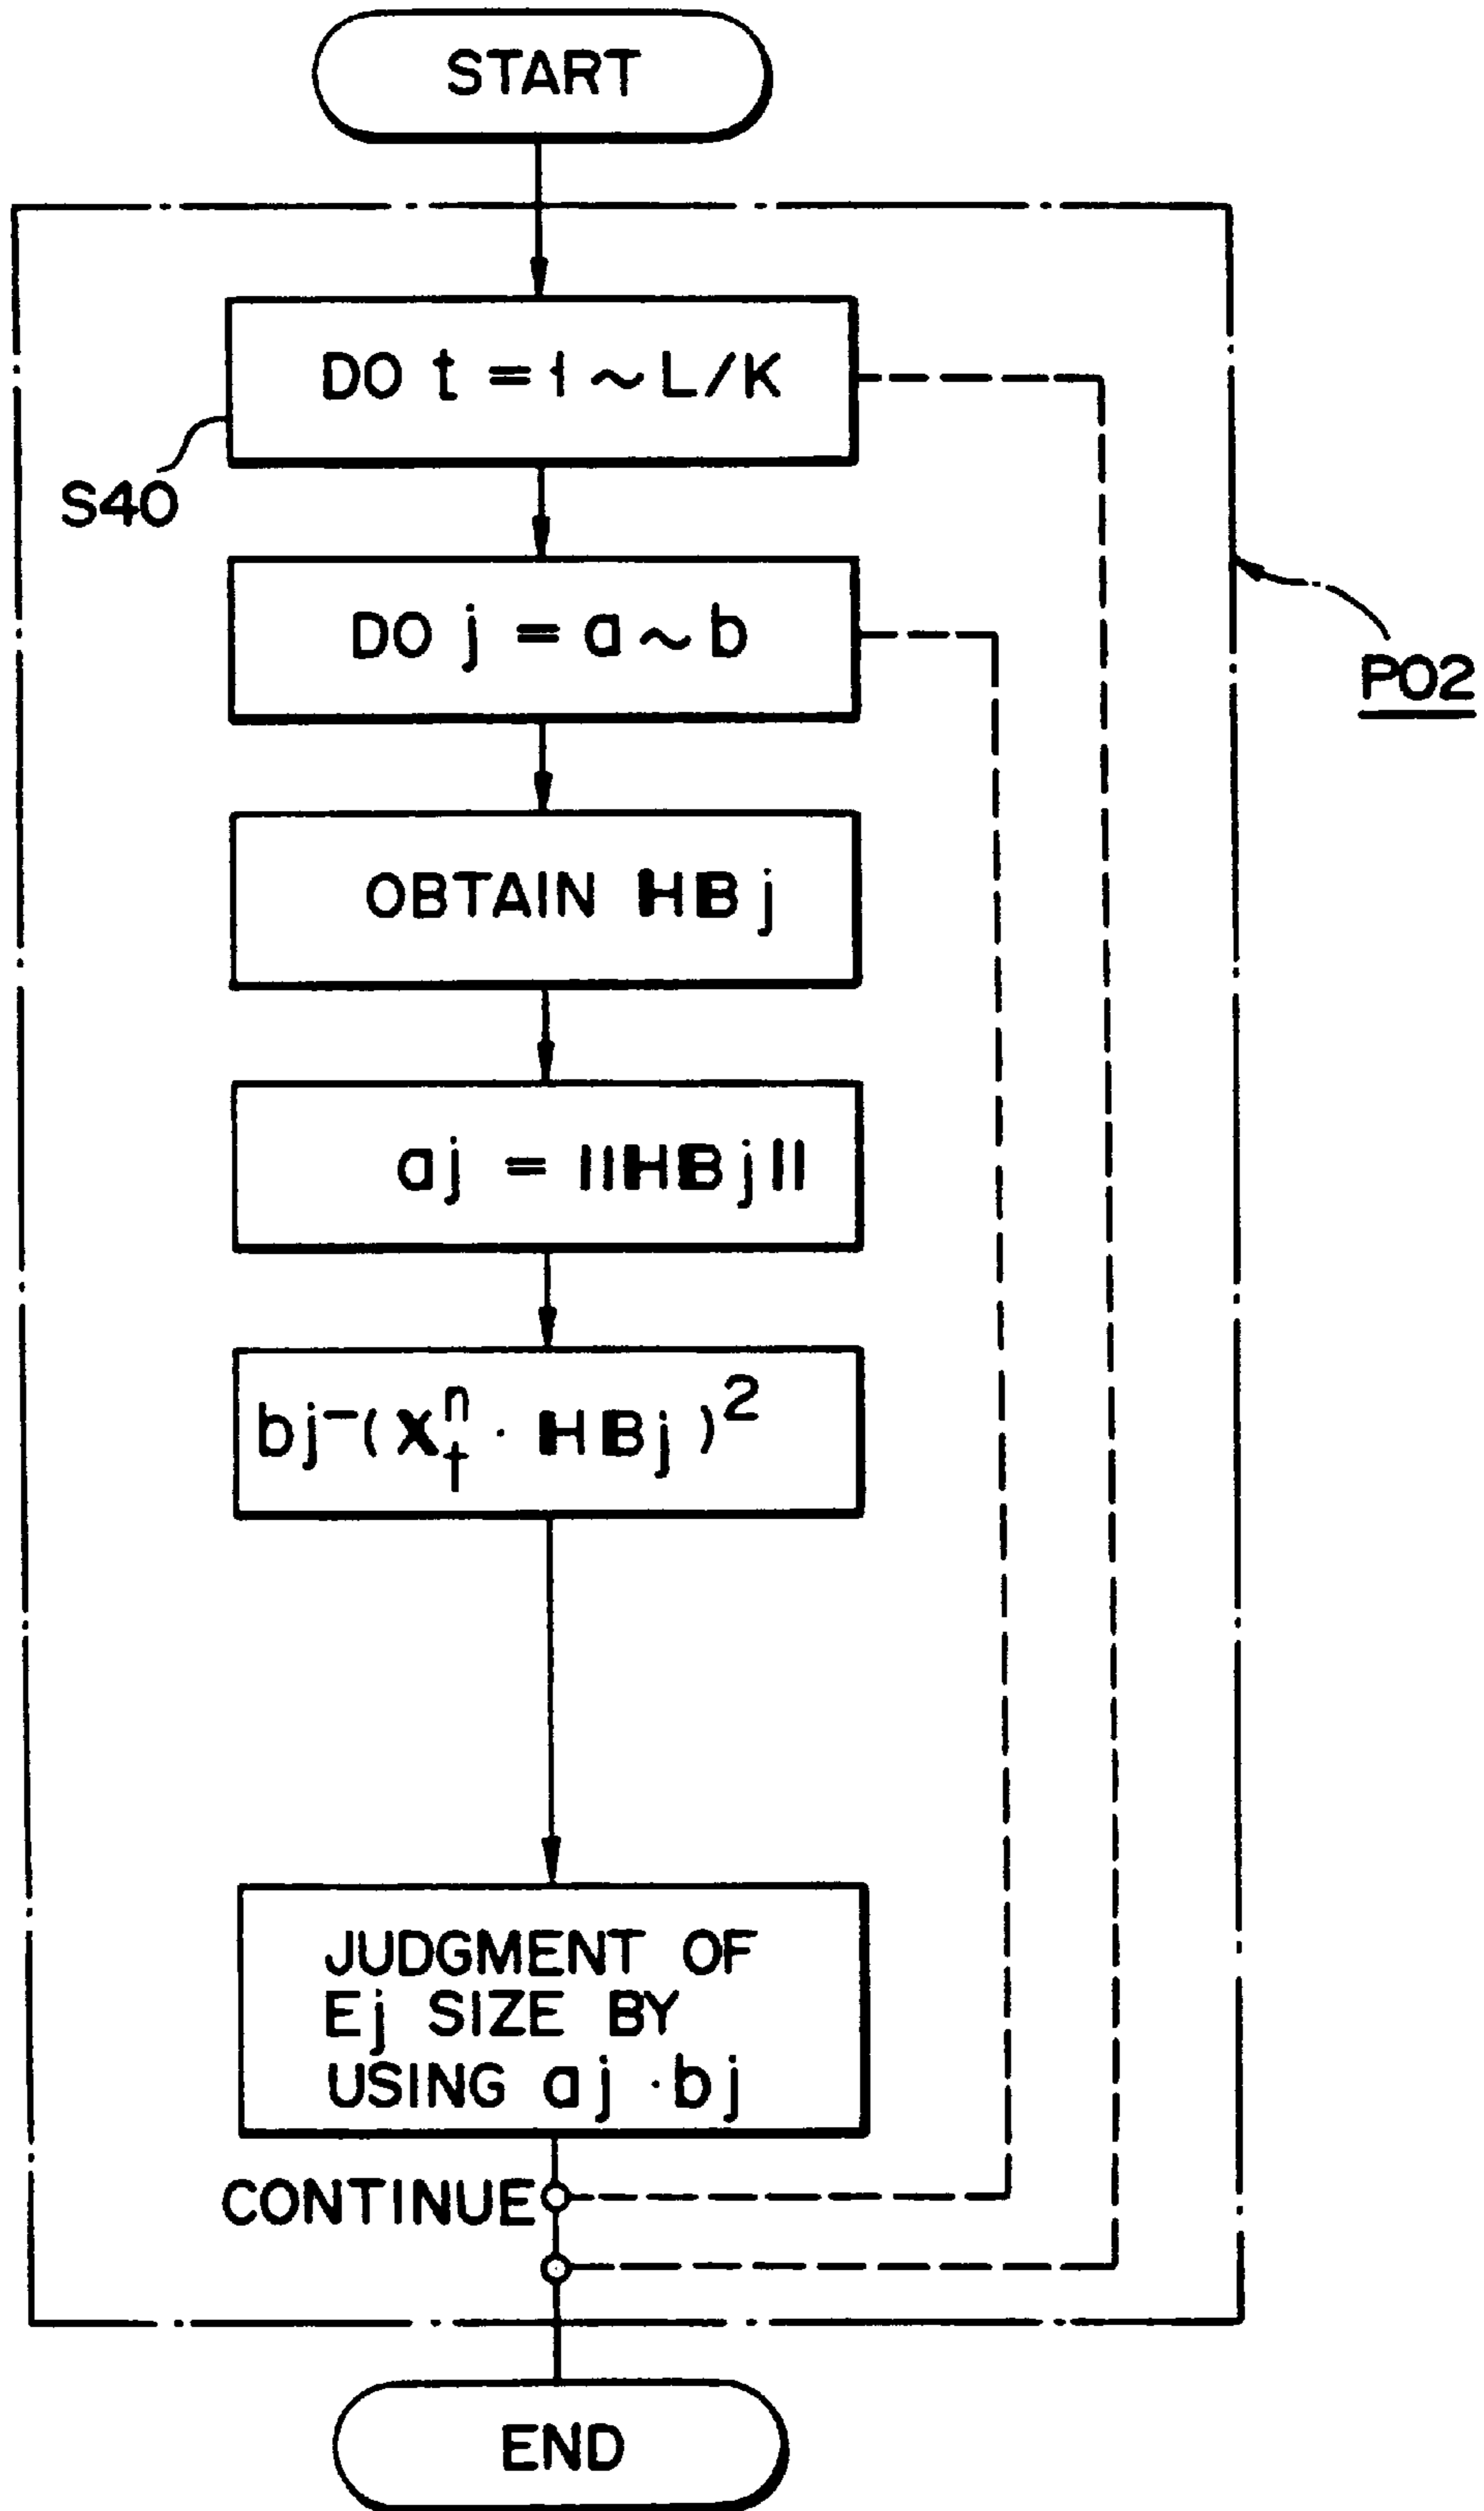 START
DO t = 1 ~ L/K
S40
DO j = a ~ b
P02
OBTAIN HBj
aj = ||HBj||
bj-(X^n_t · HBj)^2
JUDGMENT OF
Ej SIZE BY
USING aj · bj
CONTINUE
END